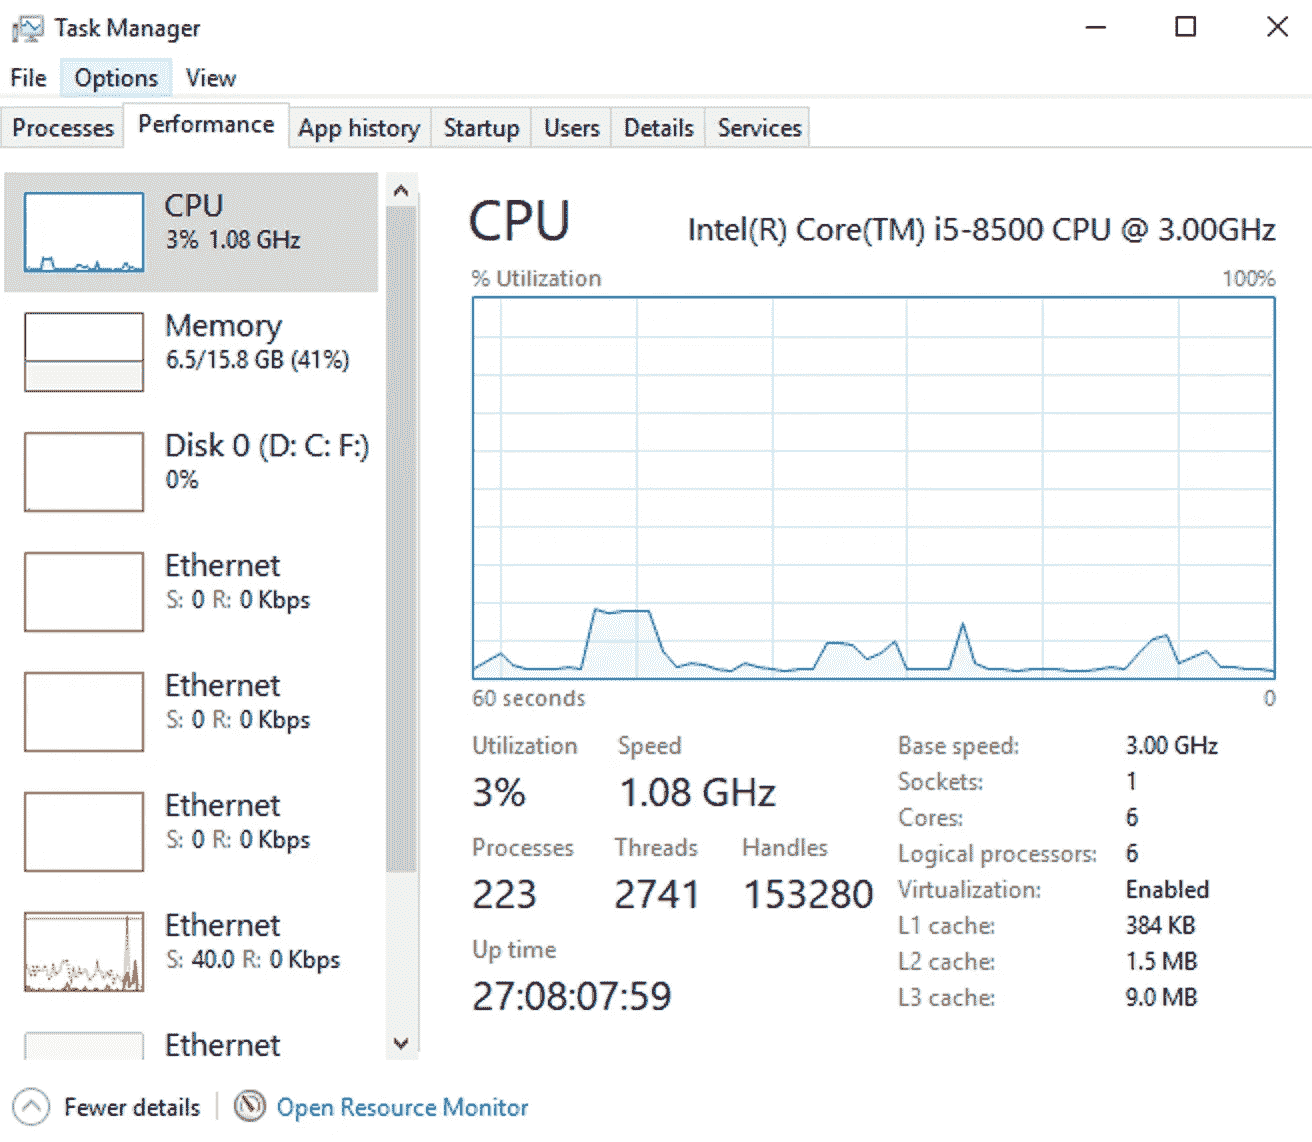 Task Manager
File Options View
Processes Performance App history Startup Users Details Services
CPU
3% 1.08 GHz
Memory
6.5/15.8 GB (41%)
Disk 0 (D: C: F:)
0%
Ethernet
S: 0 R: 0 Kbps
Ethernet
S: 0 R: 0 Kbps
Ethernet
S: 0 R: 0 Kbps
Ethernet
S: 40.0 R: 0 Kbps
Ethernet
CPU Intel(R) Core(TM) i5-8500 CPU @ 3.00GHz
% Utilization 100%
60 seconds 0
Utilization Speed
3% 1.08 GHz
Processes Threads Handles
223 2741 153280
Up time
27:08:07:59
Base speed: 3.00 GHz
Sockets: 1
Cores: 6
Logical processors: 6
Virtualization: Enabled
L1 cache: 384 KB
L2 cache: 1.5 MB
L3 cache: 9.0 MB
Fewer details Open Resource Monitor